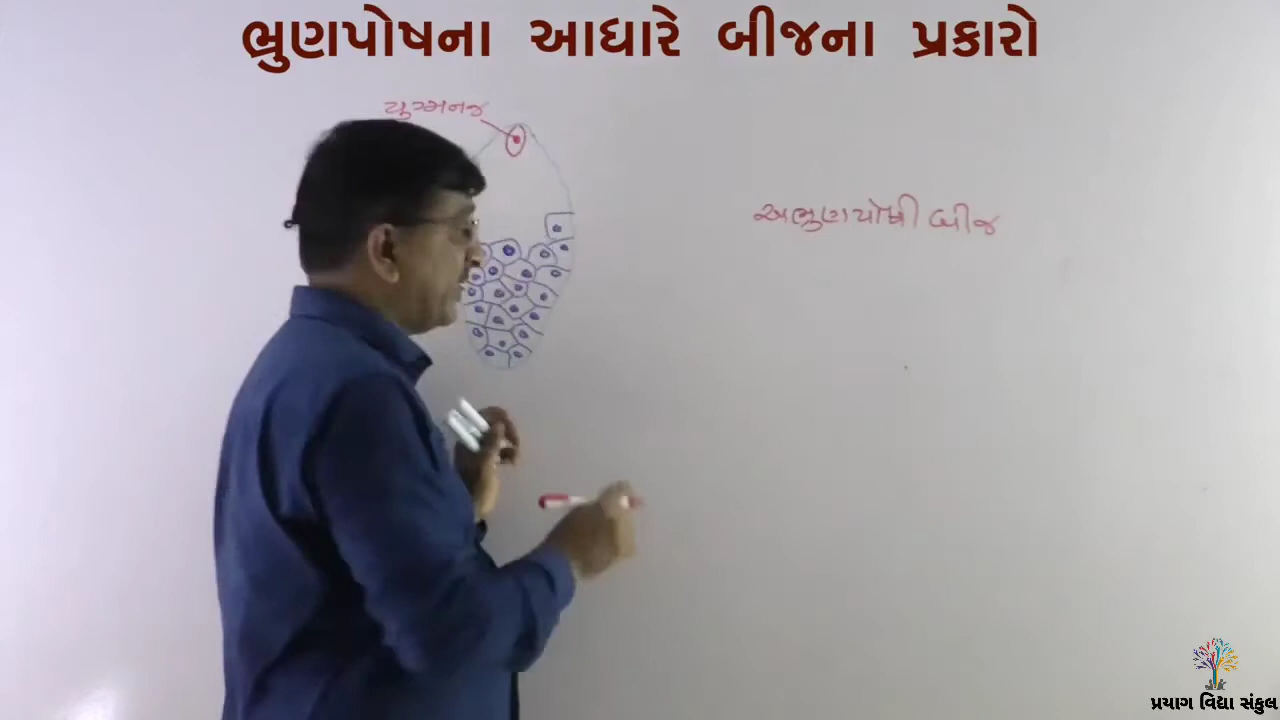 ભ્રુણપોષના આધારે બીજના પ્રકારો
યુગ્મનજ
અભ્રુણપોષી બીજ
પ્રયાગ વિદ્યા સંકુલ